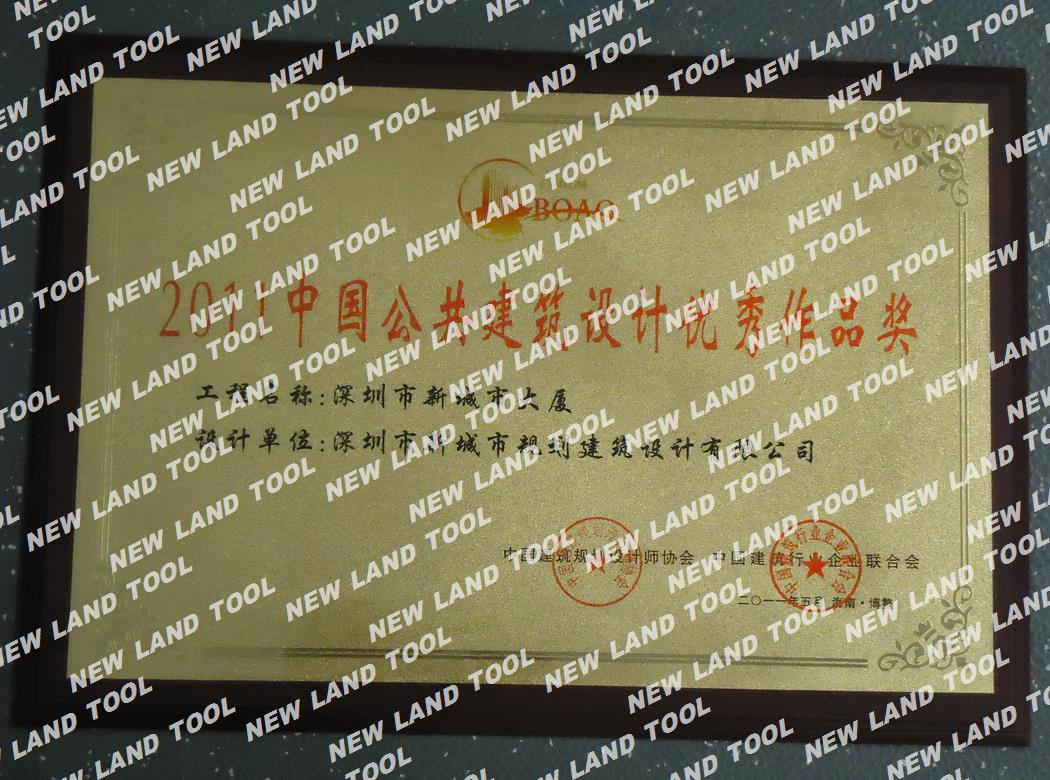 BOAO
2011中国公共建筑设计优秀作品奖
工程名称:深圳市新城市大厦
设计单位:深圳市新城市规划建筑设计有限公司
中国建筑规划设计师协会 中国建筑行业企业联合会
二〇一一年五月 海南·博鳌
NEW LAND TOOL